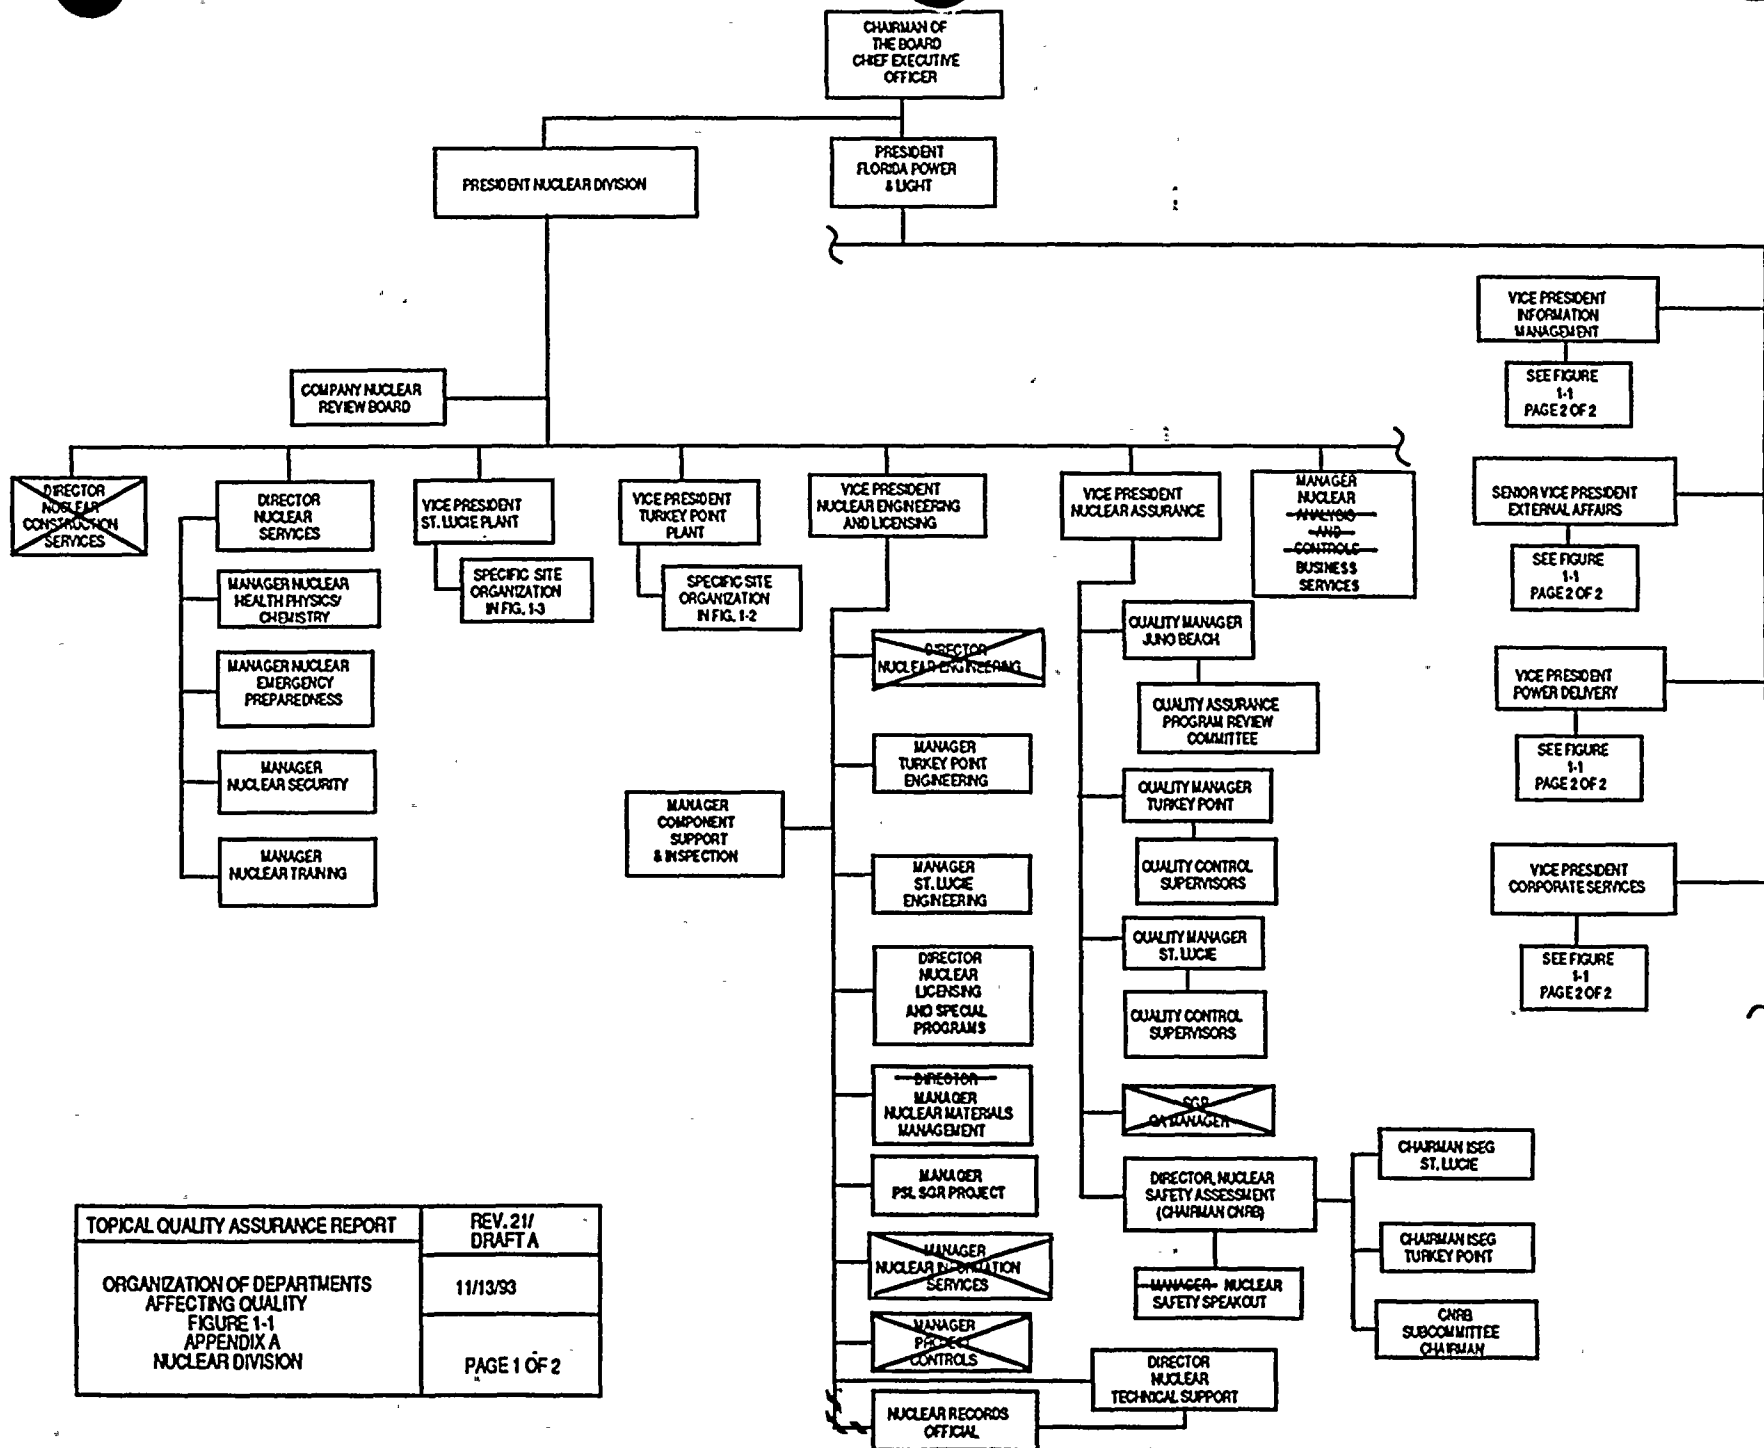 CHAIRMAN OF
THE BOARD
CHIEF EXECUTIVE
OFFICER
PRESIDENT NUCLEAR DIVISION
PRESIDENT
FLORIDA POWER
& LIGHT
VICE PRESIDENT
INFORMATION
MANAGEMENT
SEE FIGURE
1-1
PAGE 2 OF 2
COMPANY NUCLEAR
REVIEW BOARD
DIRECTOR
NUCLEAR
CONSTRUCTION
SERVICES
DIRECTOR
NUCLEAR
SERVICES
MANAGER NUCLEAR
HEALTH PHYSICS/
CHEMISTRY
MANAGER NUCLEAR
EMERGENCY
PREPAREDNESS
MANAGER
NUCLEAR SECURITY
MANAGER
NUCLEAR TRAINING
VICE PRESIDENT
ST. LUCIE PLANT
SPECIFIC SITE
ORGANIZATION
IN FIG. 1-3
VICE PRESIDENT
TURKEY POINT
PLANT
SPECIFIC SITE
ORGANIZATION
IN FIG. 1-2
VICE PRESIDENT
NUCLEAR ENGINEERING
AND LICENSING
DIRECTOR
NUCLEAR ENGINEERING
MANAGER
TURKEY POINT
ENGINEERING
MANAGER
COMPONENT
SUPPORT
& INSPECTION
MANAGER
ST. LUCIE
ENGINEERING
DIRECTOR
NUCLEAR
LICENSING
AND SPECIAL
PROGRAMS
DIRECTOR
MANAGER
NUCLEAR MATERIALS
MANAGEMENT
MANAGER
PSL SGR PROJECT
MANAGER
NUCLEAR INFORMATION
SERVICES
MANAGER
PROJECT
CONTROLS
DIRECTOR
NUCLEAR
TECHNICAL SUPPORT
NUCLEAR RECORDS
OFFICIAL
VICE PRESIDENT
NUCLEAR ASSURANCE
QUALITY MANAGER
JUNO BEACH
QUALITY ASSURANCE
PROGRAM REVIEW
COMMITTEE
QUALITY MANAGER
TURKEY POINT
QUALITY CONTROL
SUPERVISORS
QUALITY MANAGER
ST. LUCIE
QUALITY CONTROL
SUPERVISORS
SGR
QA MANAGER
DIRECTOR, NUCLEAR
SAFETY ASSESSMENT
(CHAIRMAN CNRB)
MANAGER NUCLEAR
SAFETY SPEAKOUT
CHAIRMAN ISEG
ST. LUCIE
CHAIRMAN ISEG
TURKEY POINT
CNRB
SUBCOMMITTEE
CHAIRMAN
MANAGER
NUCLEAR
ANALYSIS
AND
CONTROLS
BUSINESS
SERVICES
SENIOR VICE PRESIDENT
EXTERNAL AFFAIRS
SEE FIGURE
1-1
PAGE 2 OF 2
VICE PRESIDENT
POWER DELIVERY
SEE FIGURE
1-1
PAGE 2 OF 2
VICE PRESIDENT
CORPORATE SERVICES
SEE FIGURE
1-1
PAGE 2 OF 2
TOPICAL QUALITY ASSURANCE REPORT
REV. 21/
DRAFT A
ORGANIZATION OF DEPARTMENTS
AFFECTING QUALITY
FIGURE 1-1
APPENDIX A
NUCLEAR DIVISION
11/13/93
PAGE 1 OF 2